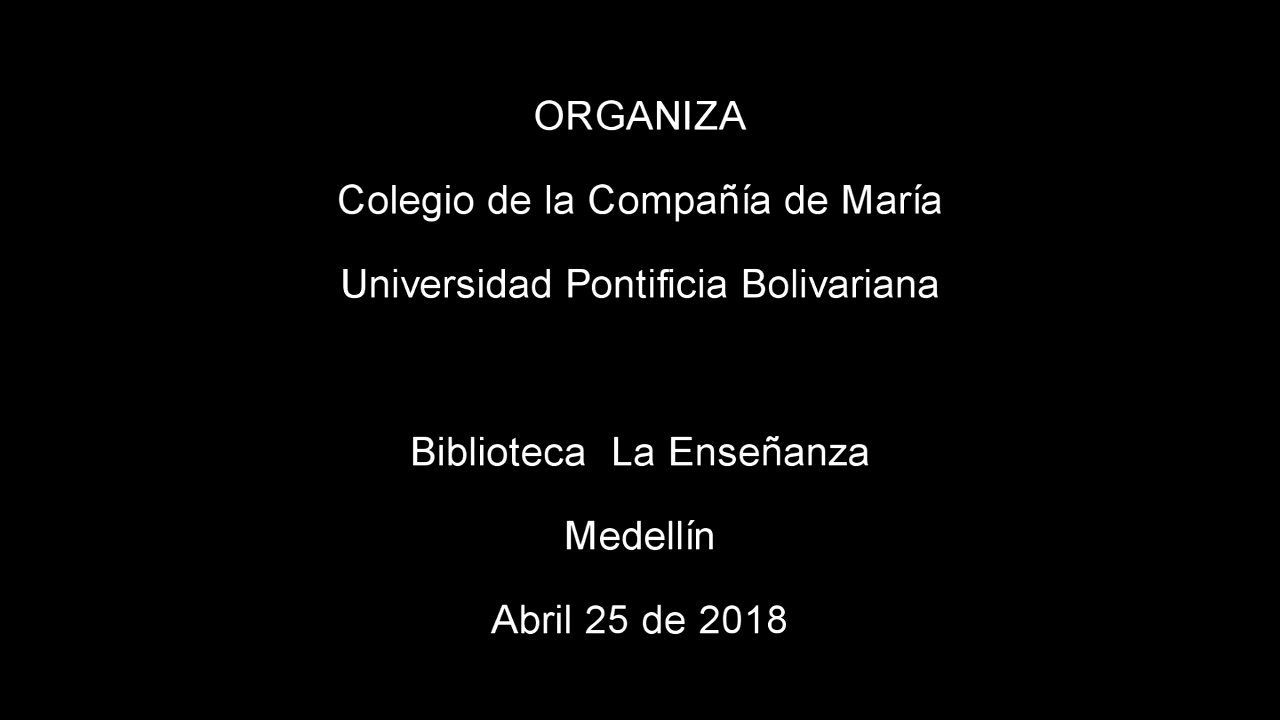 ORGANIZA
Colegio de la Compañía de María
Universidad Pontificia Bolivariana
Biblioteca  La Enseñanza
Medellín
Abril 25 de 2018